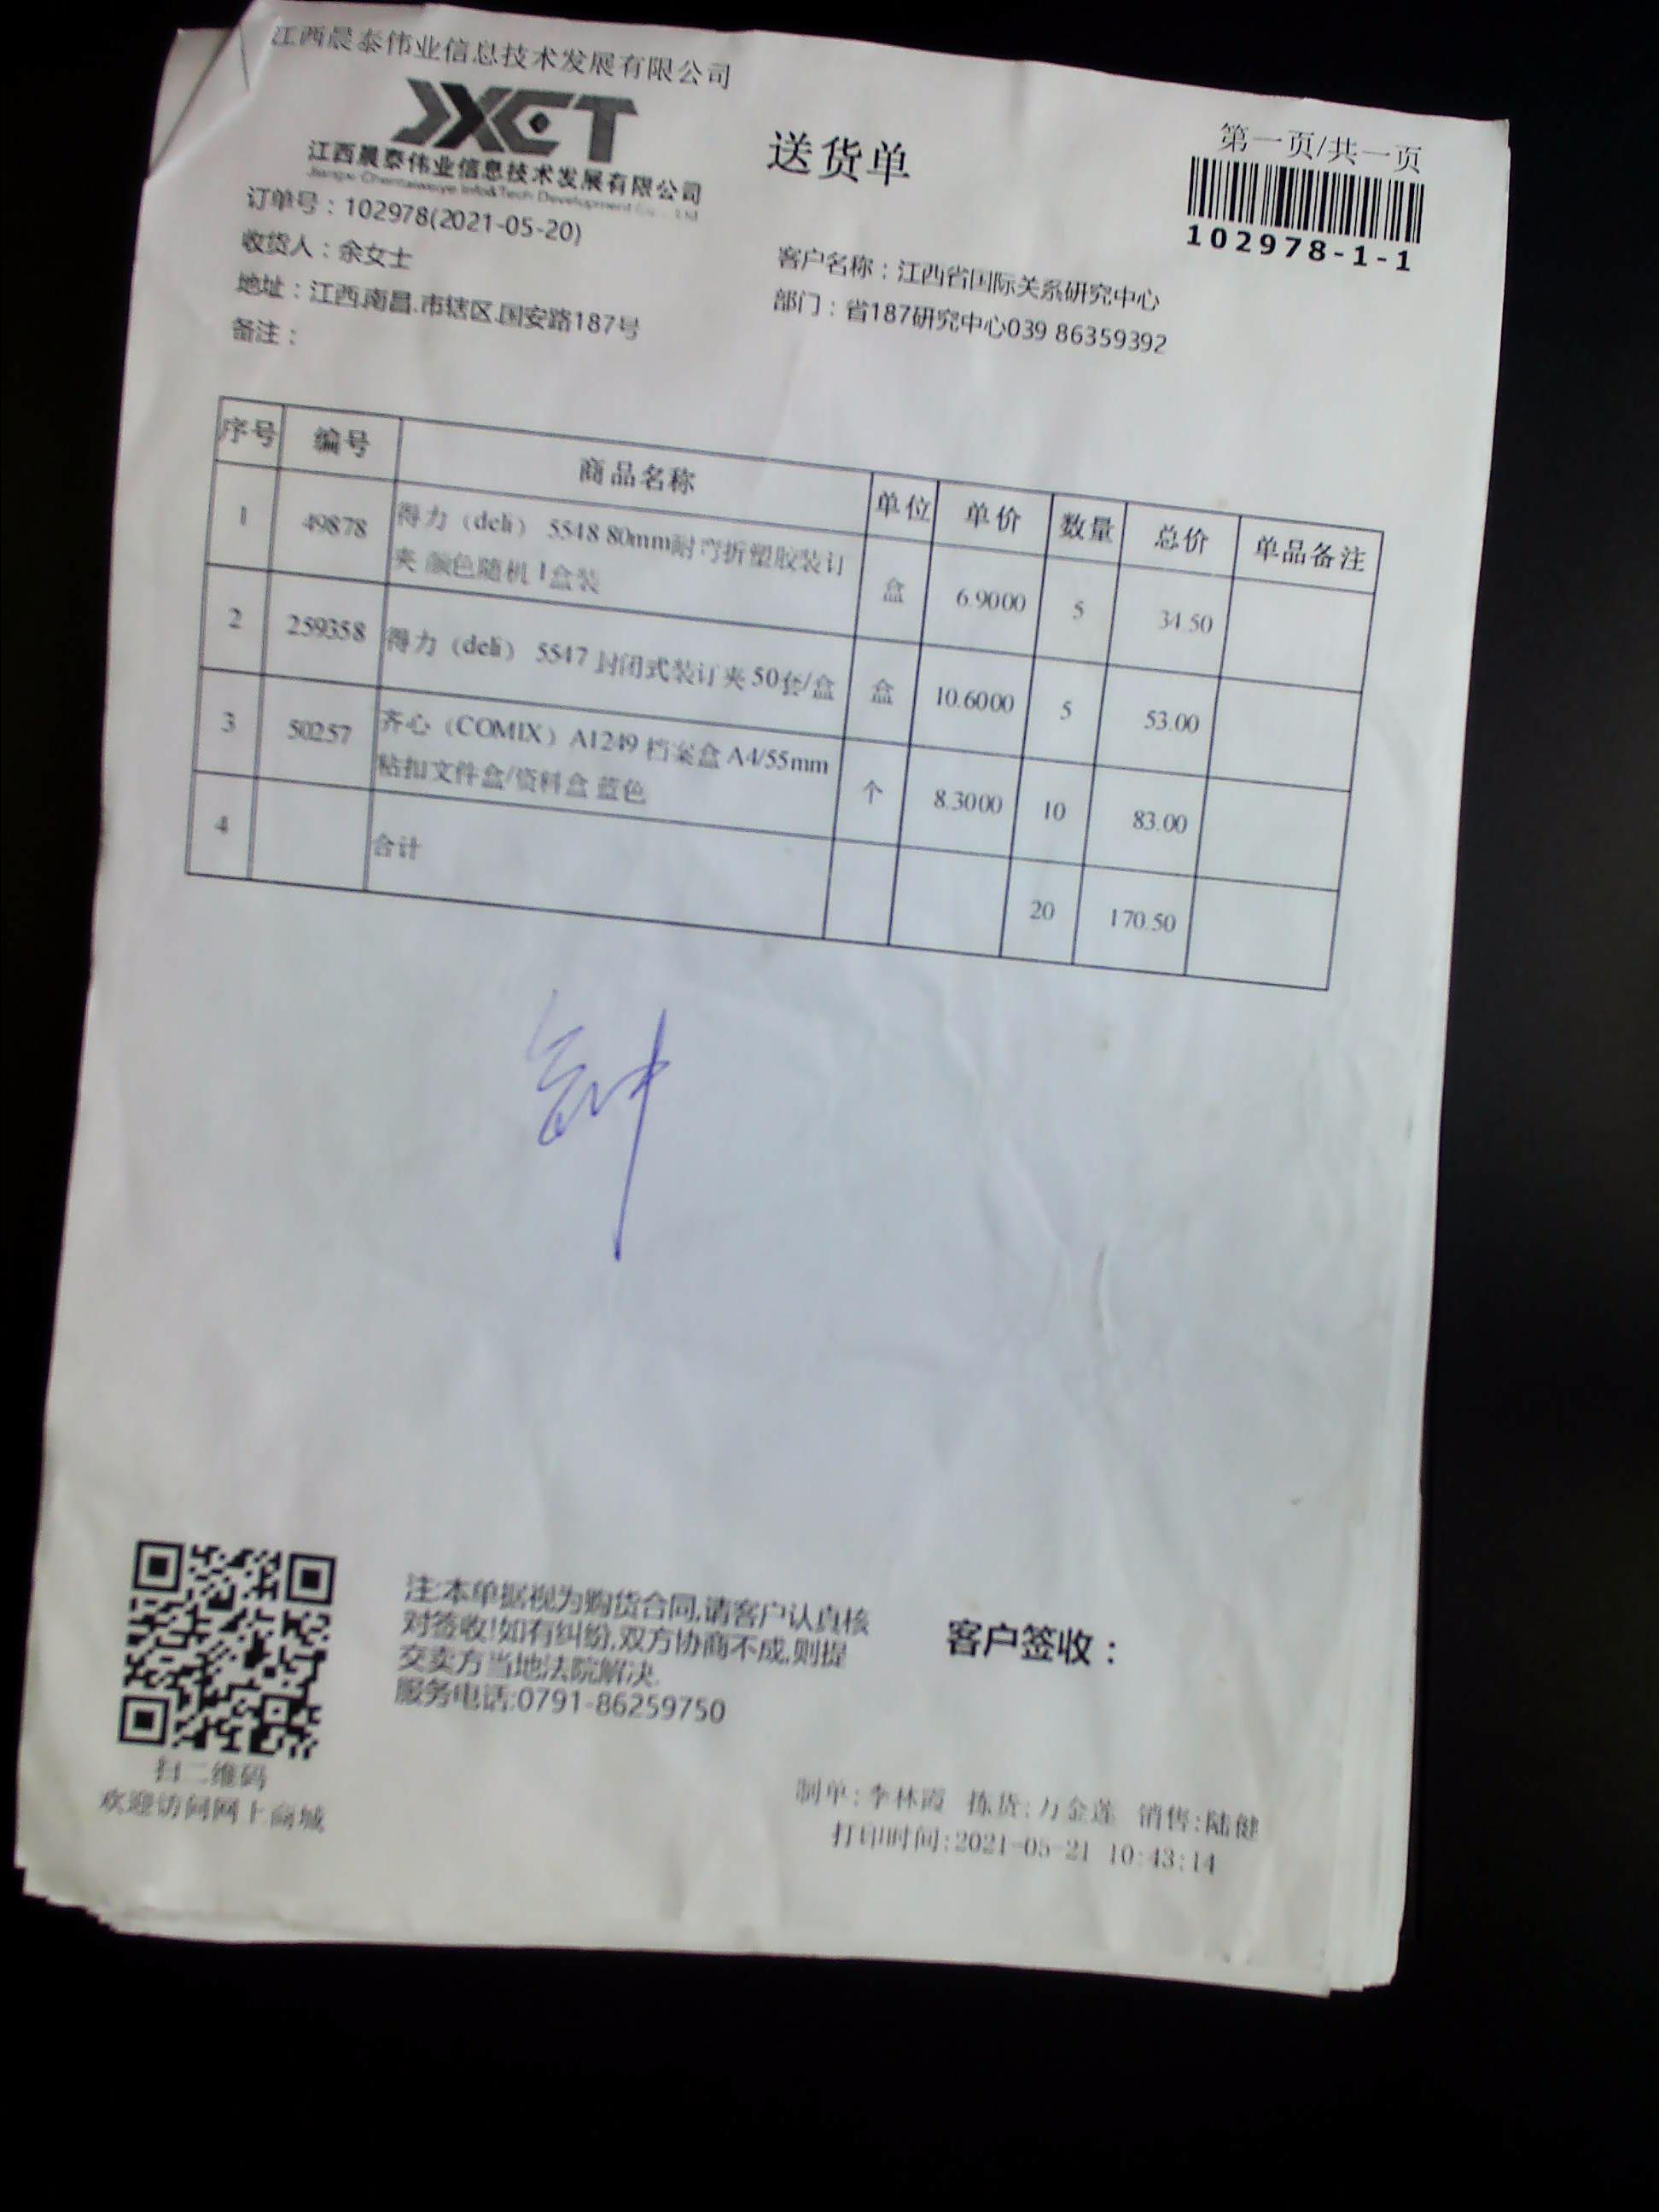 江西晨泰伟业信息技术发展有限公司
JXCT
江西晨泰伟业信息技术发展有限公司
Jiangxi Chentaiweiye Info&Tech Development Co., Ltd
送货单
第一页/共一页
102978-1-1
订单号：102978(2021-05-20)
收货人：余女士
客户名称：江西省国际关系研究中心
地址：江西.南昌.市辖区.国安路187号
部门：省187研究中心039 86359392
备注：
序号 编号 商品名称 单位 单价 数量 总价 单品备注
1 49878 得力（deli） 5548 80mm耐弯折塑胶装订
夹 颜色随机 1盒装 盒 6.9000 5 34.50
2 259358 得力（deli） 5547 封闭式装订夹 50套/盒 盒 10.6000 5 53.00
3 50257 齐心（COMIX）A1249 档案盒 A4/55mm
粘扣文件盒/资料盒 蓝色 个 8.3000 10 83.00
4 合计 20 170.50
注:本单据视为购货合同,请客户认真核
对签收!如有纠纷,双方协商不成,则提
交卖方当地法院解决.
服务电话:0791-86259750
客户签收：
扫二维码
欢迎访问网上商城
制单:李林霞 拣货:万金莲 销售:陆健
打印时间:2021-05-21 10:43:14